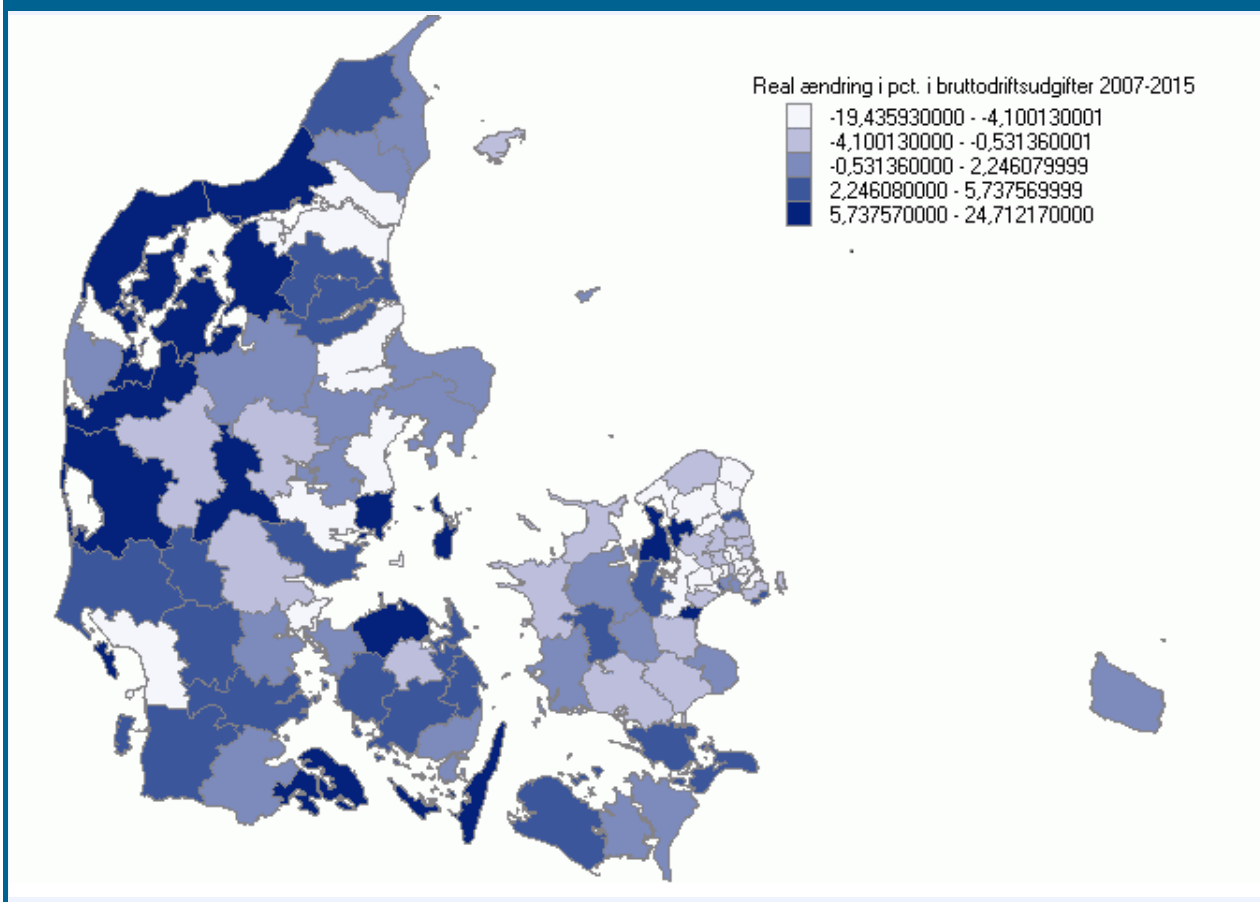 Real ændring i pct. i bruttodriftsudgifter 2007-2015
-19,435930000 - -4,100130001
-4,100130000 - -0,531360001
-0,531360000 - 2,246079999
2,246080000 - 5,737569999
5,737570000 - 24,712170000